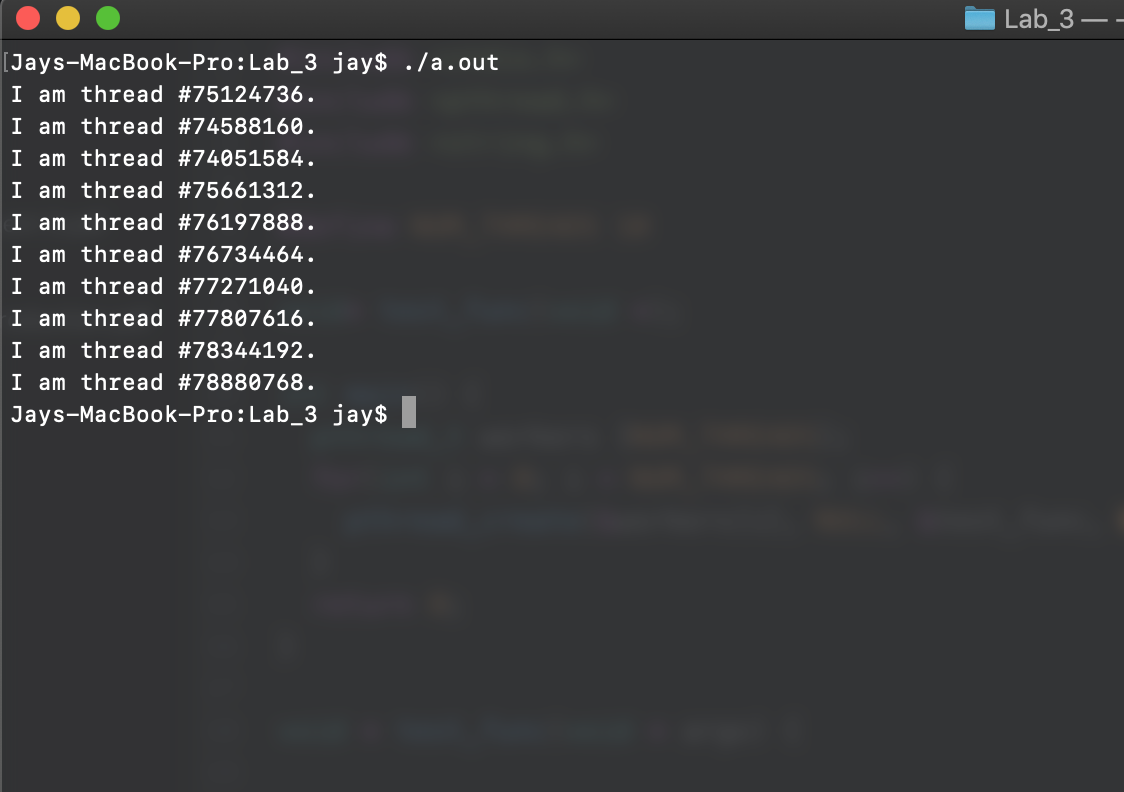 Lab_3 — -
[Jays-MacBook-Pro:Lab_3 jay$ ./a.out
I am thread #75124736.
I am thread #74588160.
I am thread #74051584.
I am thread #75661312.
I am thread #76197888.
I am thread #76734464.
I am thread #77271040.
I am thread #77807616.
I am thread #78344192.
I am thread #78880768.
Jays-MacBook-Pro:Lab_3 jay$